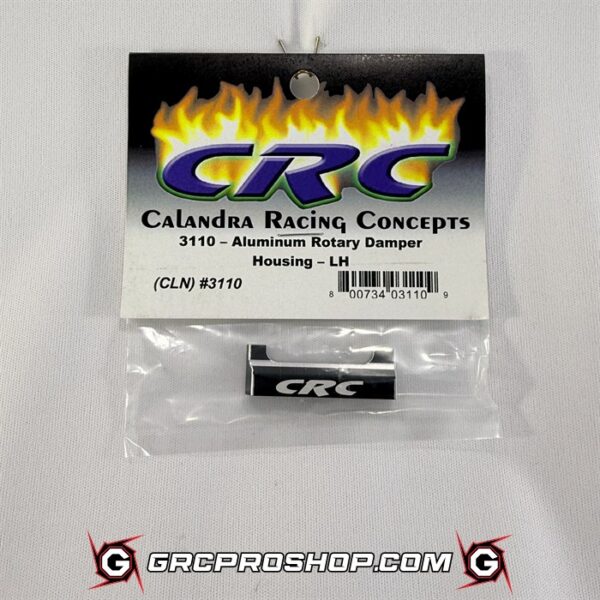 CRC
CALANDRA RACING CONCEPTS
3110 – Aluminum Rotary Damper
Housing – LH
(CLN) #3110
8 00734 03110 9
CRC
G GRCPROSHOP.COM G